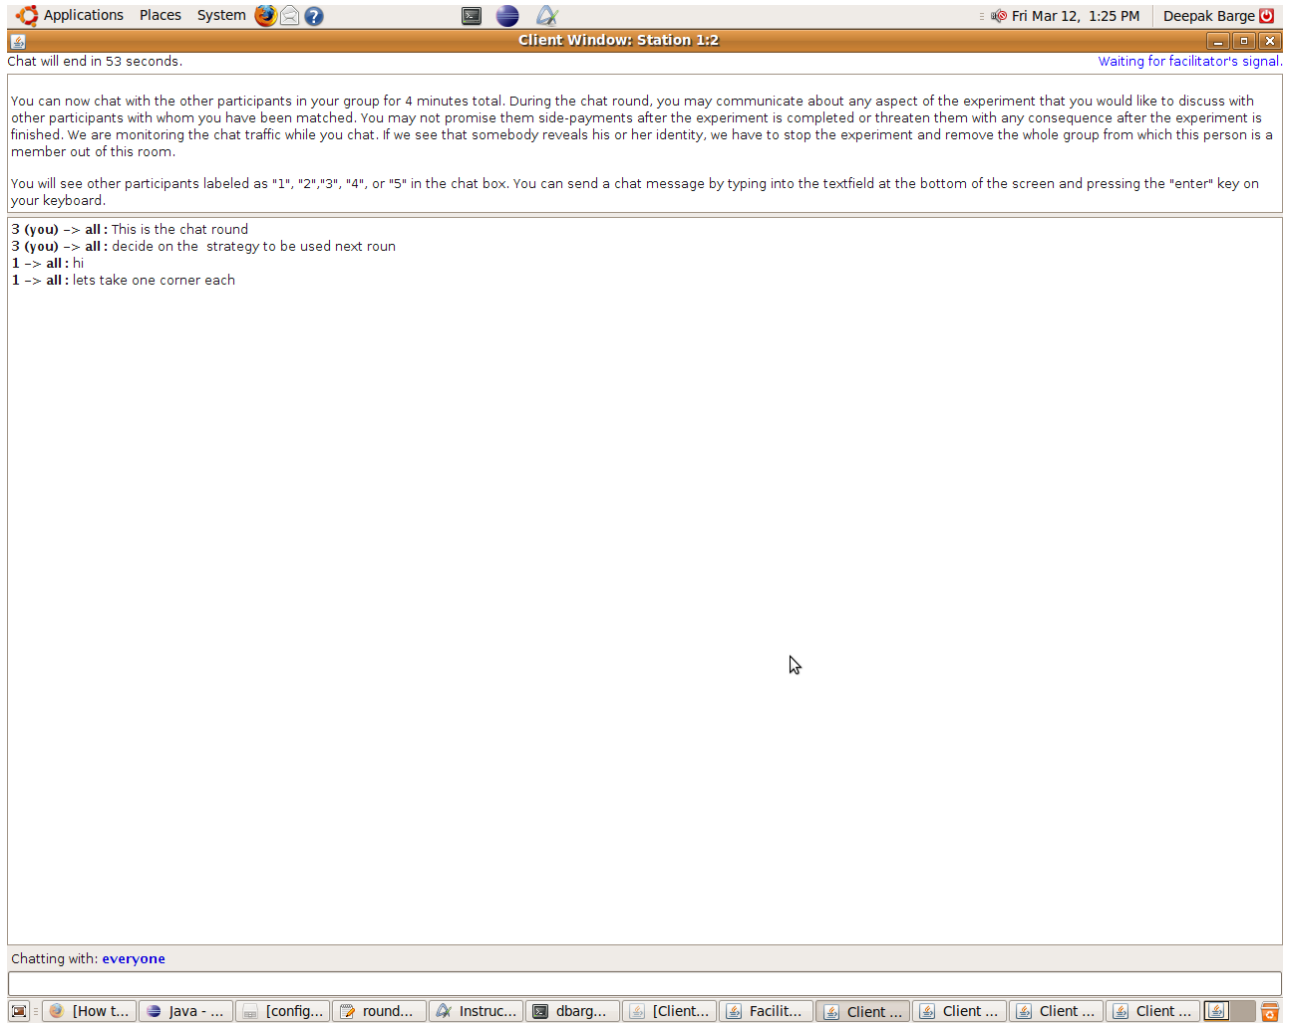 Applications Places System Fri Mar 12, 1:25 PM Deepak Barge
Client Window: Station 1:2
Chat will end in 53 seconds. Waiting for facilitator's signal.
You can now chat with the other participants in your group for 4 minutes total. During the chat round, you may communicate about any aspect of the experiment that you would like to discuss with
other participants with whom you have been matched. You may not promise them side-payments after the experiment is completed or threaten them with any consequence after the experiment is
finished. We are monitoring the chat traffic while you chat. If we see that somebody reveals his or her identity, we have to stop the experiment and remove the whole group from which this person is a
member out of this room.
You will see other participants labeled as "1", "2","3", "4", or "5" in the chat box. You can send a chat message by typing into the textfield at the bottom of the screen and pressing the "enter" key on
your keyboard.
3 (you) -> all : This is the chat round
3 (you) -> all : decide on the strategy to be used next roun
1 -> all : hi
1 -> all : lets take one corner each
Chatting with: everyone
[How t... Java - ... [config... round... Instruc... dbarg... [Client... Facilit... Client ... Client ... Client ... Client ...